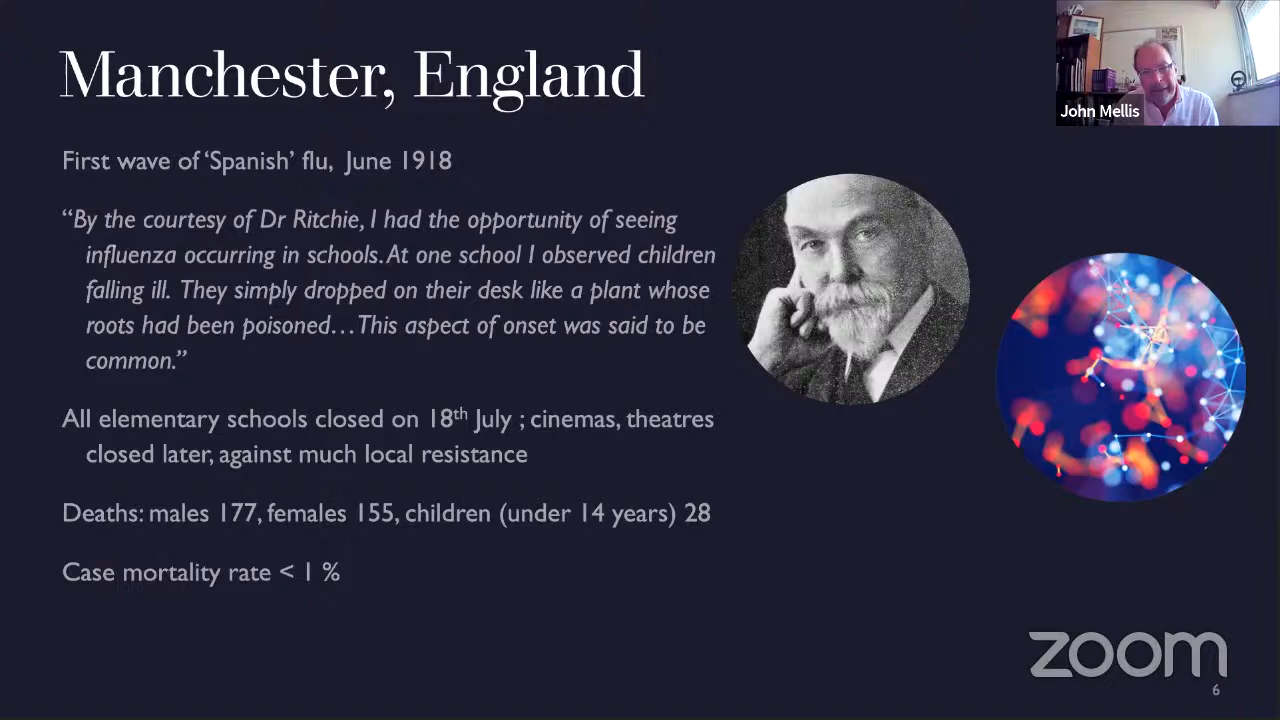 Manchester, England
John Mellis
First wave of ‘Spanish’ flu, June 1918
“By the courtesy of Dr Ritchie, I had the opportunity of seeing
influenza occurring in schools. At one school I observed children
falling ill. They simply dropped on their desk like a plant whose
roots had been poisoned…This aspect of onset was said to be
common.”
All elementary schools closed on 18th July ; cinemas, theatres
closed later, against much local resistance
Deaths: males 177, females 155, children (under 14 years) 28
Case mortality rate < 1 %
zoom
6